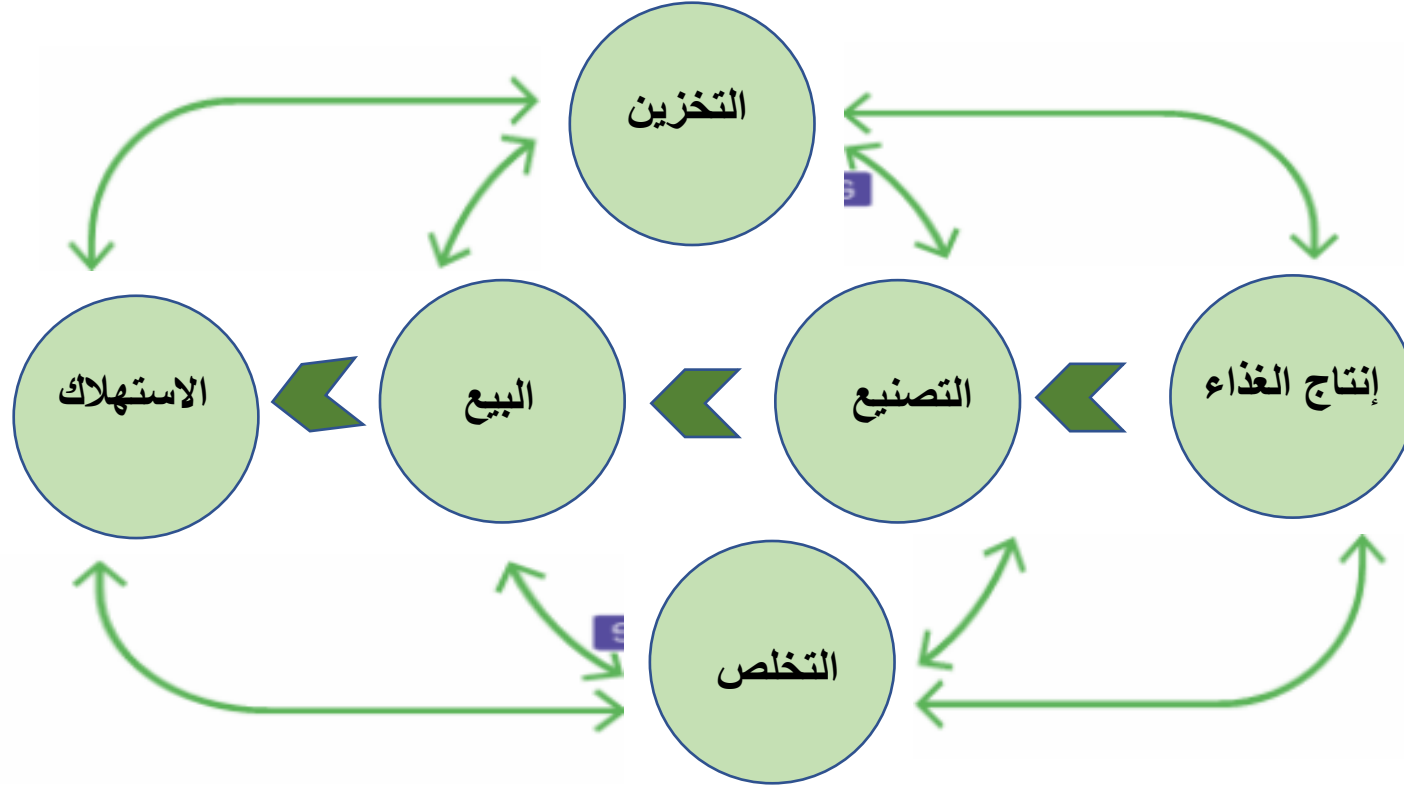 التخزين
إنتاج الغذاء
التصنيع
البيع
الاستهلاك
التخلص